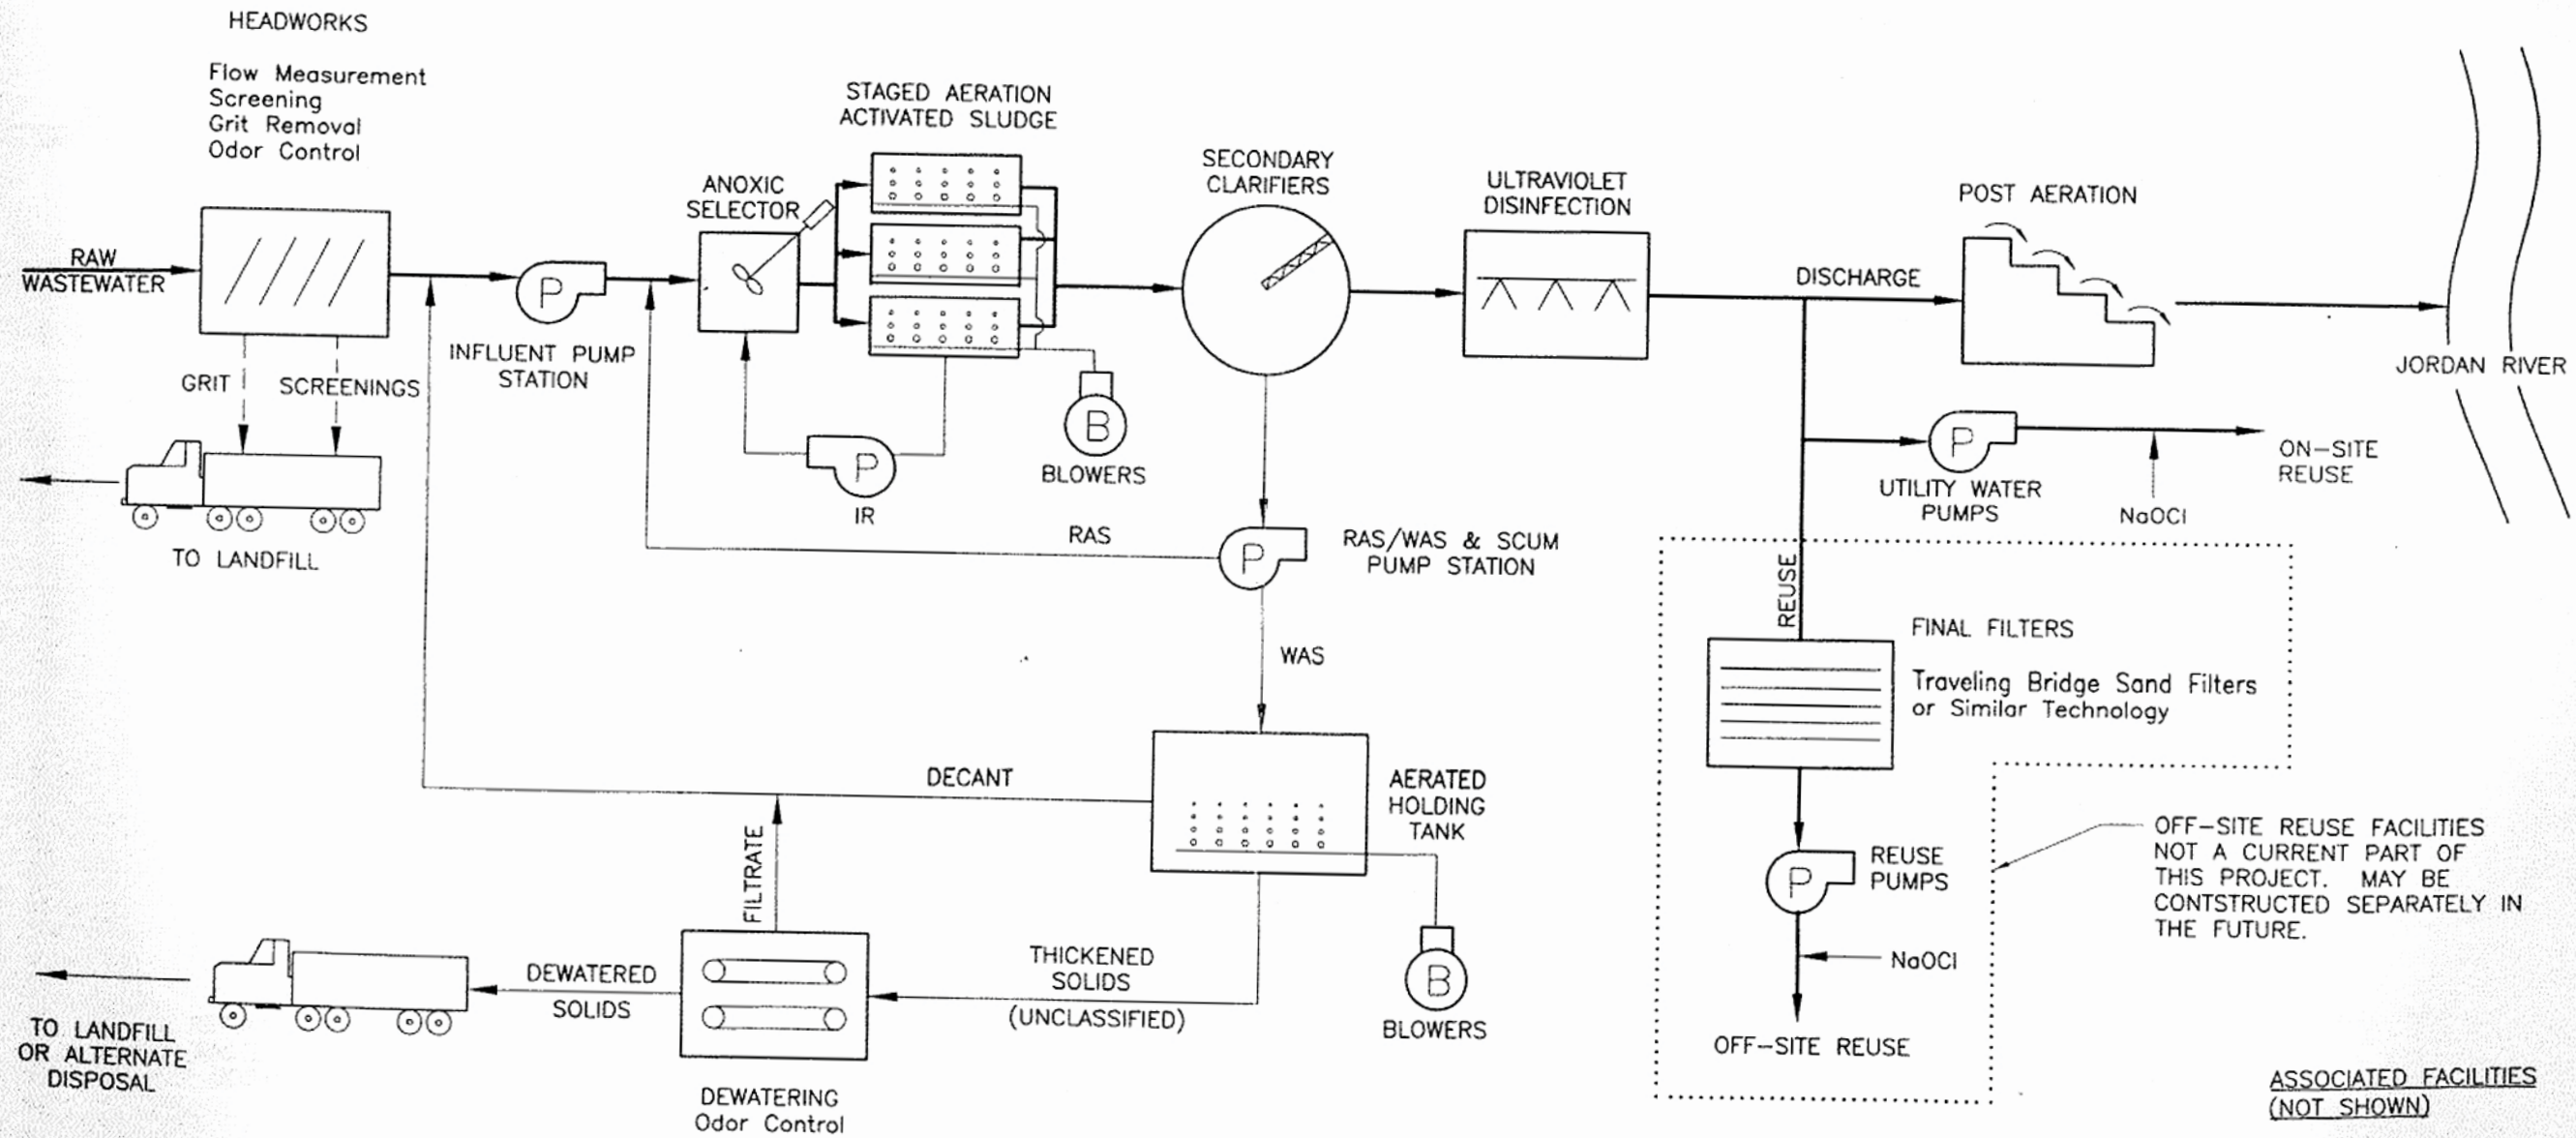 HEADWORKS
Flow Measurement
Screening
Grit Removal
Odor Control
RAW
WASTEWATER
GRIT
SCREENINGS
TO LANDFILL
P
INFLUENT PUMP
STATION
ANOXIC
SELECTOR
STAGED AERATION
ACTIVATED SLUDGE
P
IR
B
BLOWERS
SECONDARY
CLARIFIERS
ULTRAVIOLET
DISINFECTION
DISCHARGE
POST AERATION
JORDAN RIVER
P
UTILITY WATER
PUMPS
NaOCl
ON-SITE
REUSE
RAS
P
RAS/WAS & SCUM
PUMP STATION
WAS
DECANT
AERATED
HOLDING
TANK
B
BLOWERS
THICKENED
SOLIDS
(UNCLASSIFIED)
FILTRATE
DEWATERING
Odor Control
DEWATERED
SOLIDS
TO LANDFILL
OR ALTERNATE
DISPOSAL
REUSE
FINAL FILTERS
Traveling Bridge Sand Filters
or Similar Technology
P
REUSE
PUMPS
NaOCl
OFF-SITE REUSE
OFF-SITE REUSE FACILITIES
NOT A CURRENT PART OF
THIS PROJECT. MAY BE
CONTSTRUCTED SEPARATELY IN
THE FUTURE.
ASSOCIATED FACILITIES
(NOT SHOWN)